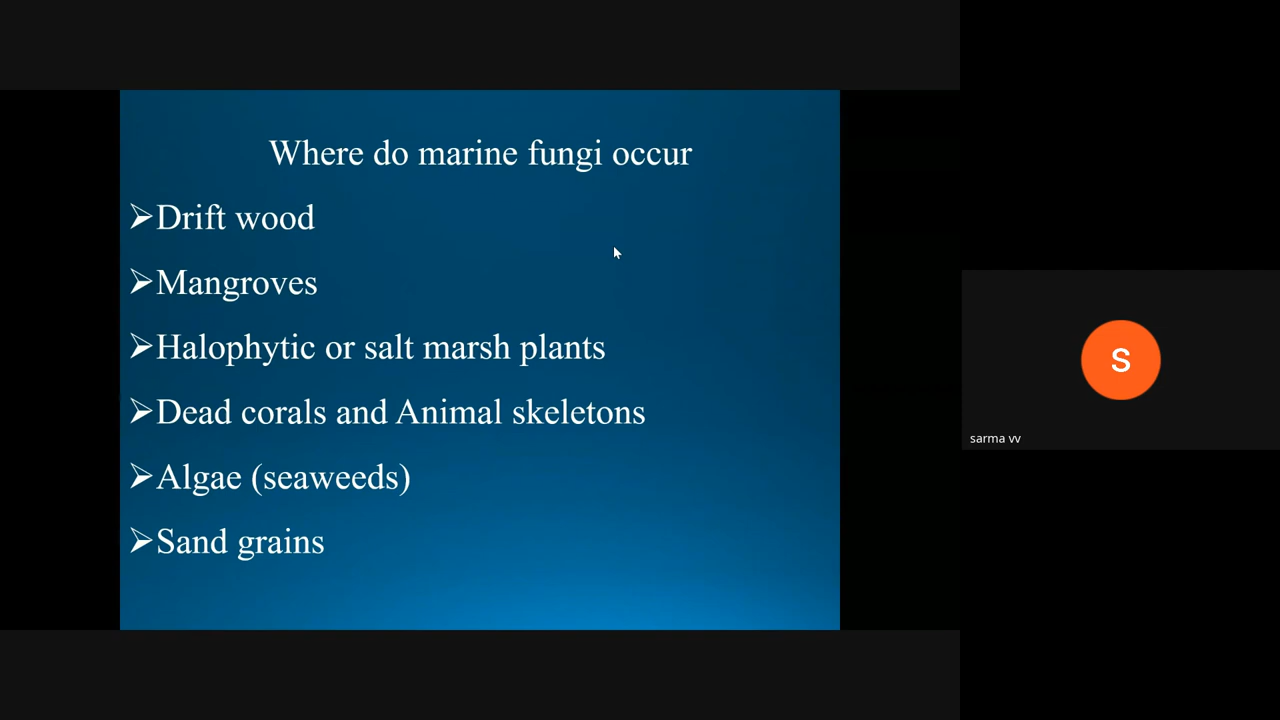 Where do marine fungi occur
➢Drift wood
➢Mangroves
➢Halophytic or salt marsh plants
➢Dead corals and Animal skeletons
➢Algae (seaweeds)
➢Sand grains
S
sarma vv